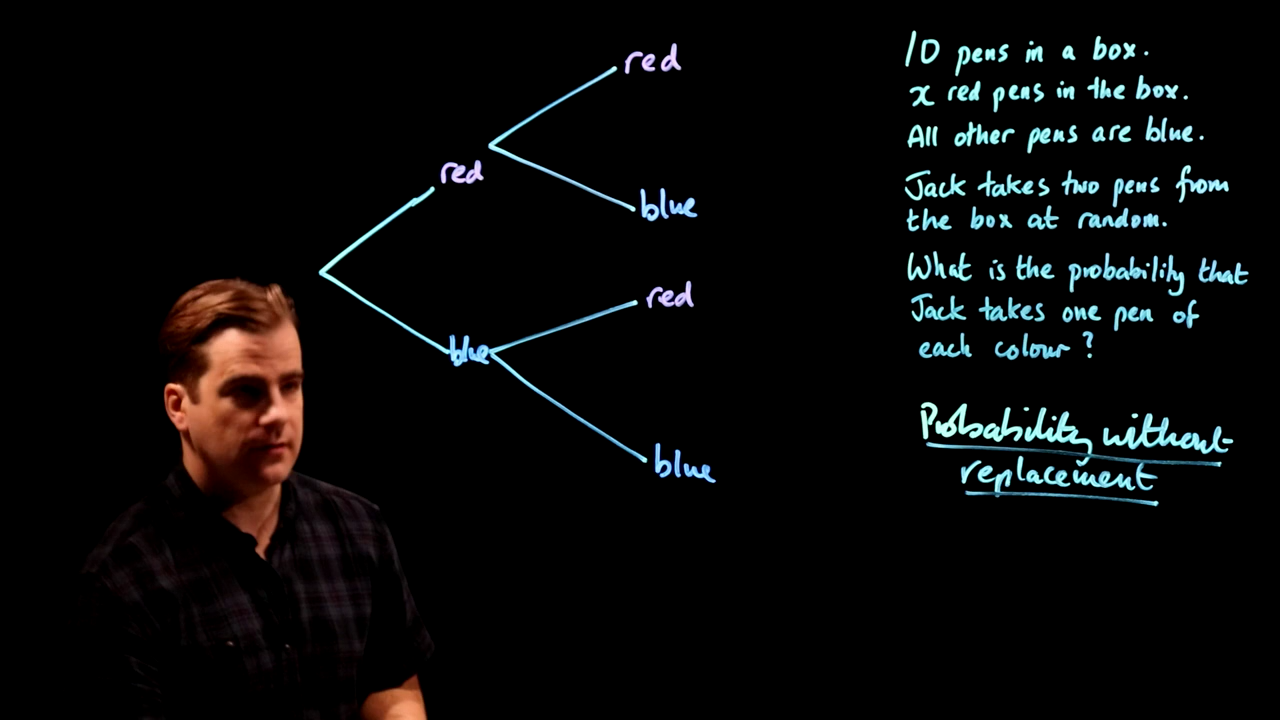 red
red
blue
red
blue
blue
10 pens in a box.
x red pens in the box.
All other pens are blue.
Jack takes two pens from
the box at random.
What is the probability that
Jack takes one pen of
each colour?
Probability without
replacement